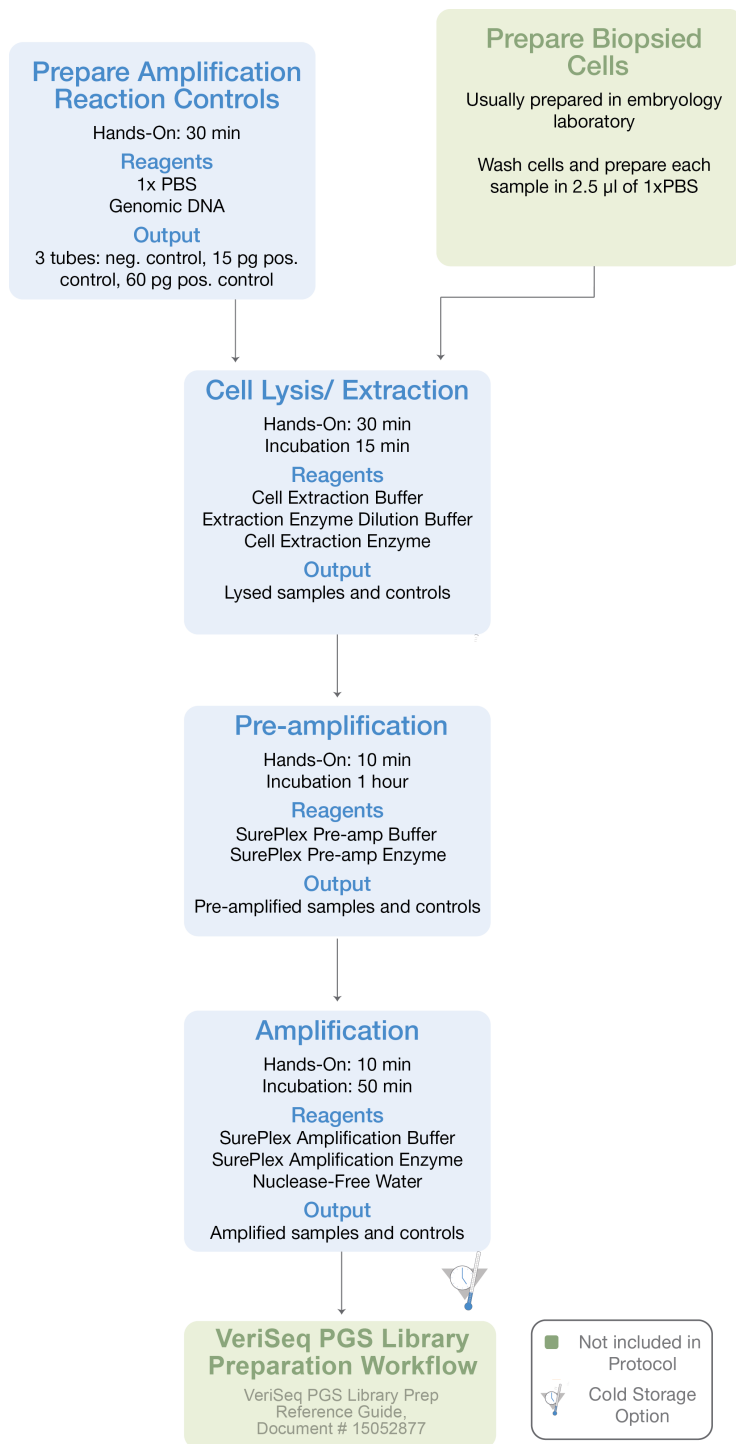 Prepare Amplification
Reaction Controls
Hands-On: 30 min
Reagents
1x PBS
Genomic DNA
Output
3 tubes: neg. control, 15 pg pos.
control, 60 pg pos. control
Prepare Biopsied
Cells
Usually prepared in embryology
laboratory
Wash cells and prepare each
sample in 2.5 µl of 1xPBS
Cell Lysis/ Extraction
Hands-On: 30 min
Incubation 15 min
Reagents
Cell Extraction Buffer
Extraction Enzyme Dilution Buffer
Cell Extraction Enzyme
Output
Lysed samples and controls
Pre-amplification
Hands-On: 10 min
Incubation 1 hour
Reagents
SurePlex Pre-amp Buffer
SurePlex Pre-amp Enzyme
Output
Pre-amplified samples and controls
Amplification
Hands-On: 10 min
Incubation: 50 min
Reagents
SurePlex Amplification Buffer
SurePlex Amplification Enzyme
Nuclease-Free Water
Output
Amplified samples and controls
VeriSeq PGS Library
Preparation Workflow
VeriSeq PGS Library Prep
Reference Guide,
Document # 15052877
Not included in
Protocol
Cold Storage
Option